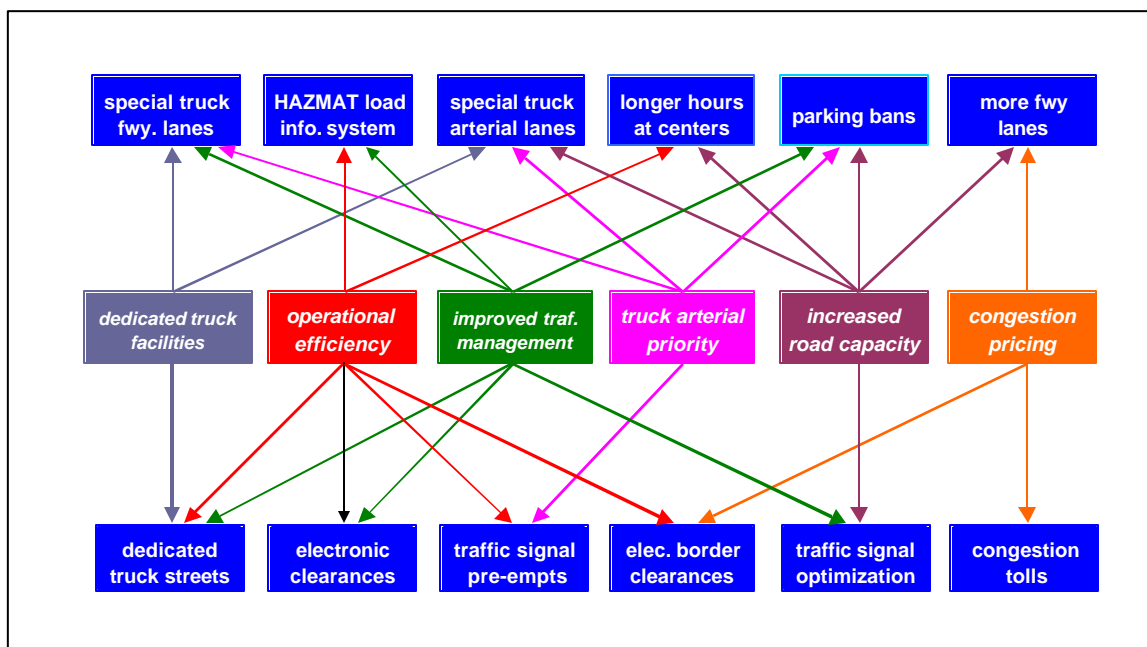 special truck
fwy. lanes
HAZMAT load
info. system
special truck
arterial lanes
longer hours
at centers
parking bans
more fwy
lanes
dedicated truck
facilities
operational
efficiency
improved traf.
management
truck arterial
priority
increased
road capacity
congestion
pricing
dedicated
truck streets
electronic
clearances
traffic signal
pre-empts
elec. border
clearances
traffic signal
optimization
congestion
tolls